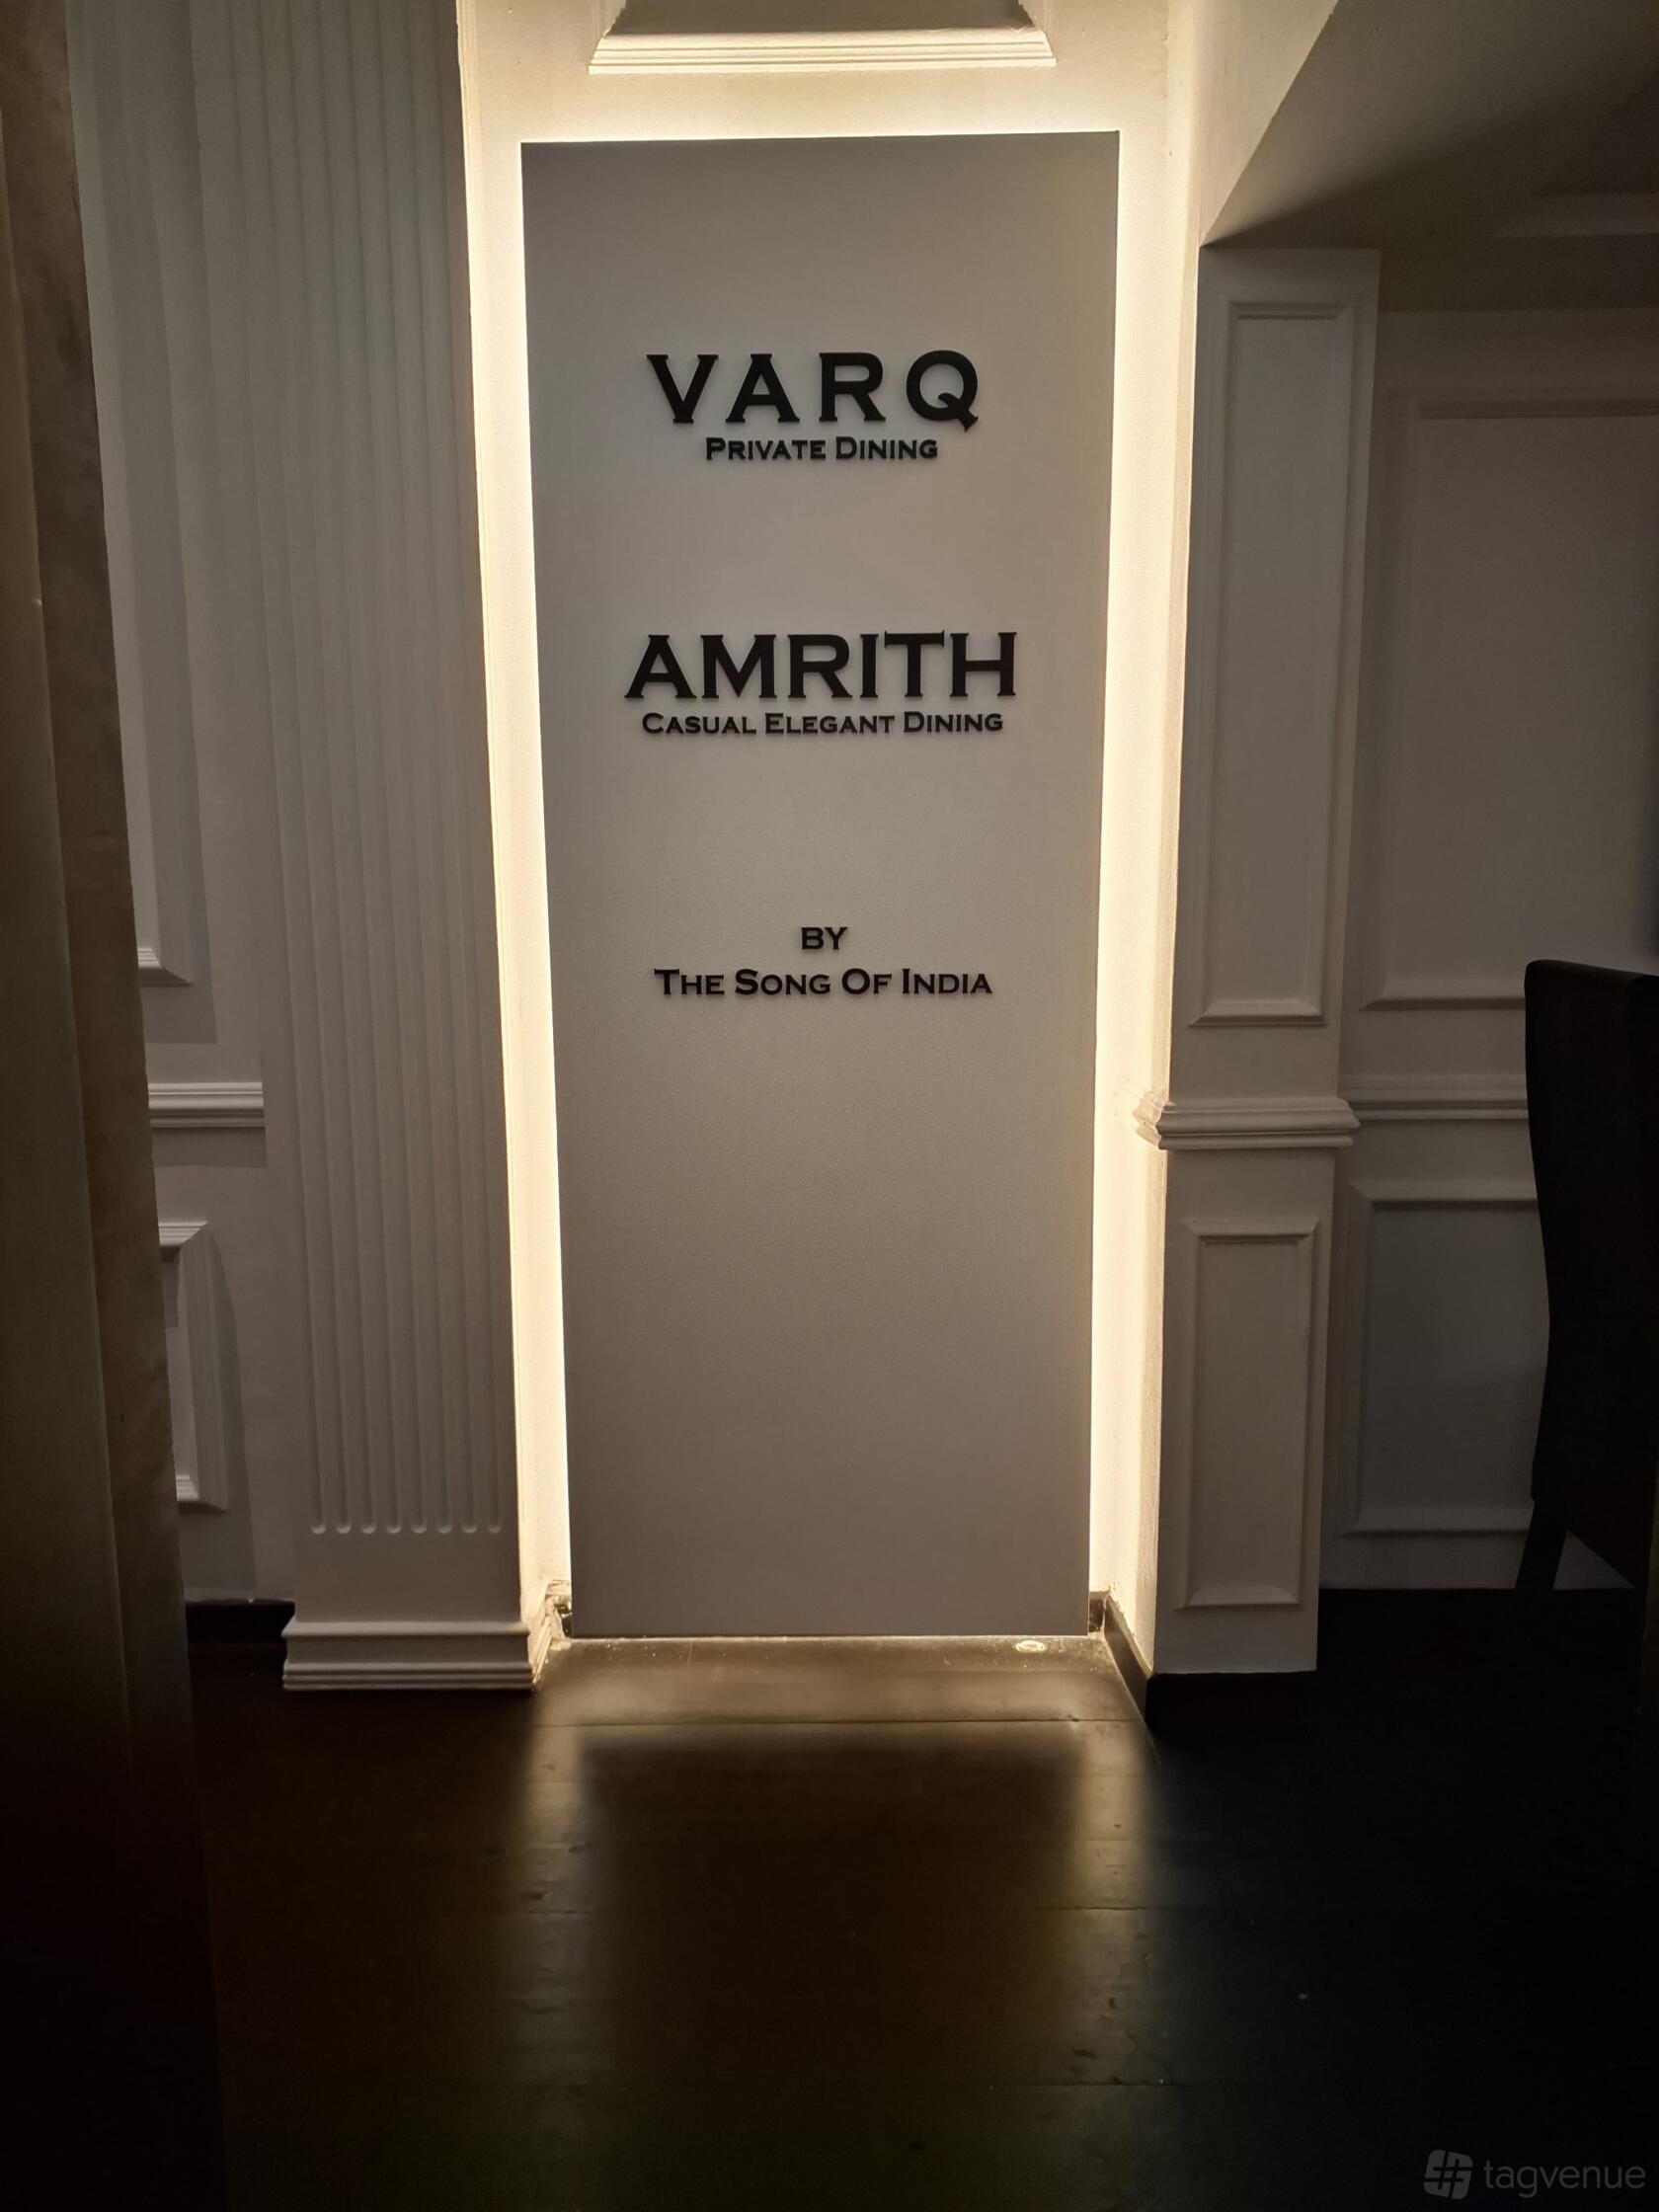 VARQ
PRIVATE DINING
AMRITH
CASUAL ELEGANT DINING
BY
THE SONG OF INDIA
tagvenue